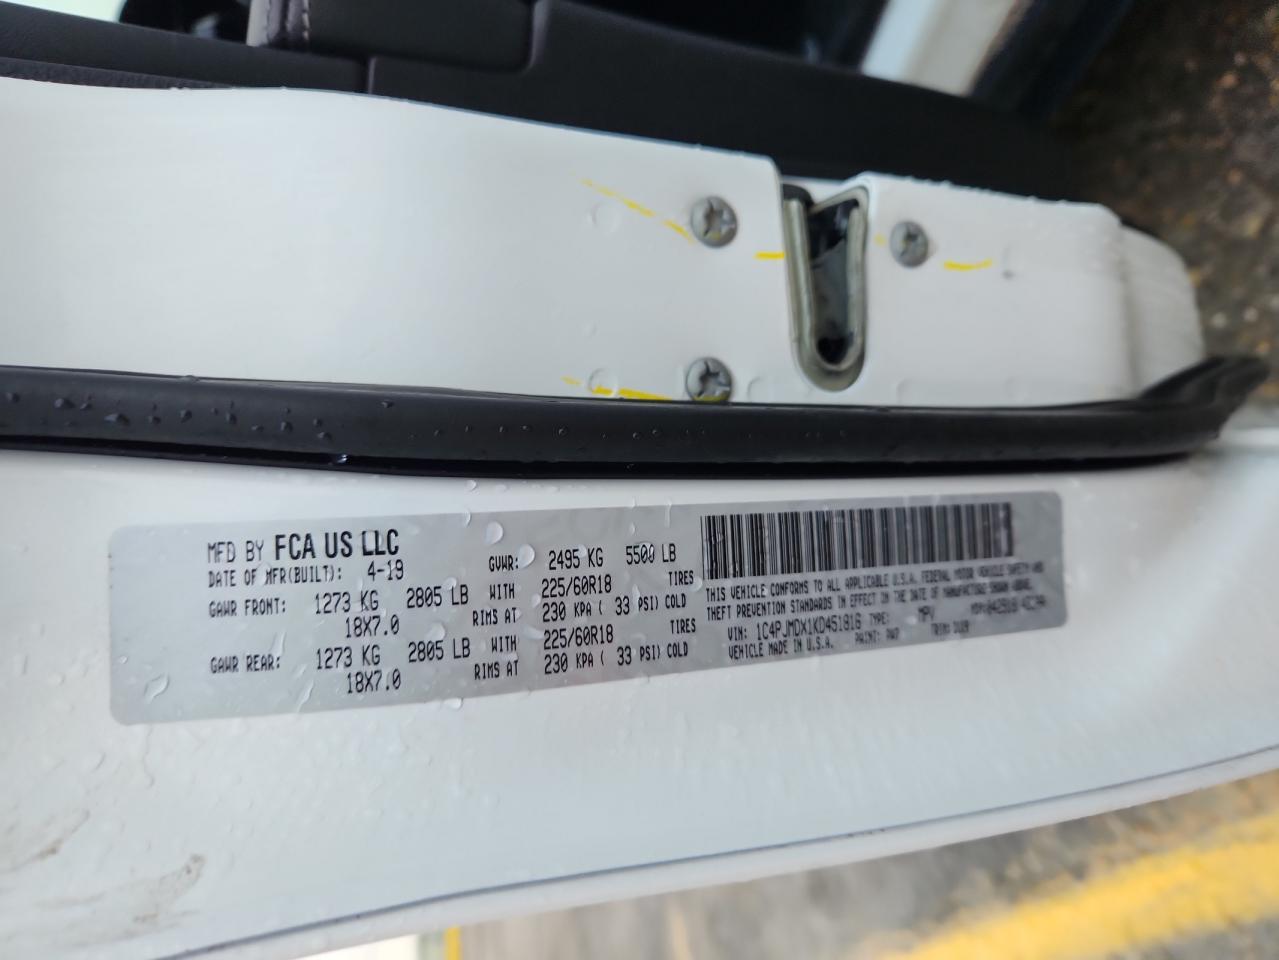 MFD BY FCA US LLC
DATE OF MFR(BUILT): 4-19 GVWR: 2495 KG 5500 LB
GAWR FRONT: 1273 KG 2805 LB WITH 225/60R18 TIRES
18X7.0 RIMS AT 230 KPA ( 33 PSI) COLD
GAWR REAR: 1273 KG 2805 LB WITH 225/60R18 TIRES
18X7.0 RIMS AT 230 KPA ( 33 PSI) COLD
THIS VEHICLE CONFORMS TO ALL APPLICABLE U.S.A. FEDERAL MOTOR VEHICLE SAFETY AND
THEFT PREVENTION STANDARDS IN EFFECT ON THE DATE OF MANUFACTURE SHOWN ABOVE.
VIN: 1C4PJMDX1KD451816 TYPE: MPV MDH:
VEHICLE MADE IN U.S.A. PAINT: PW7 TRIM: